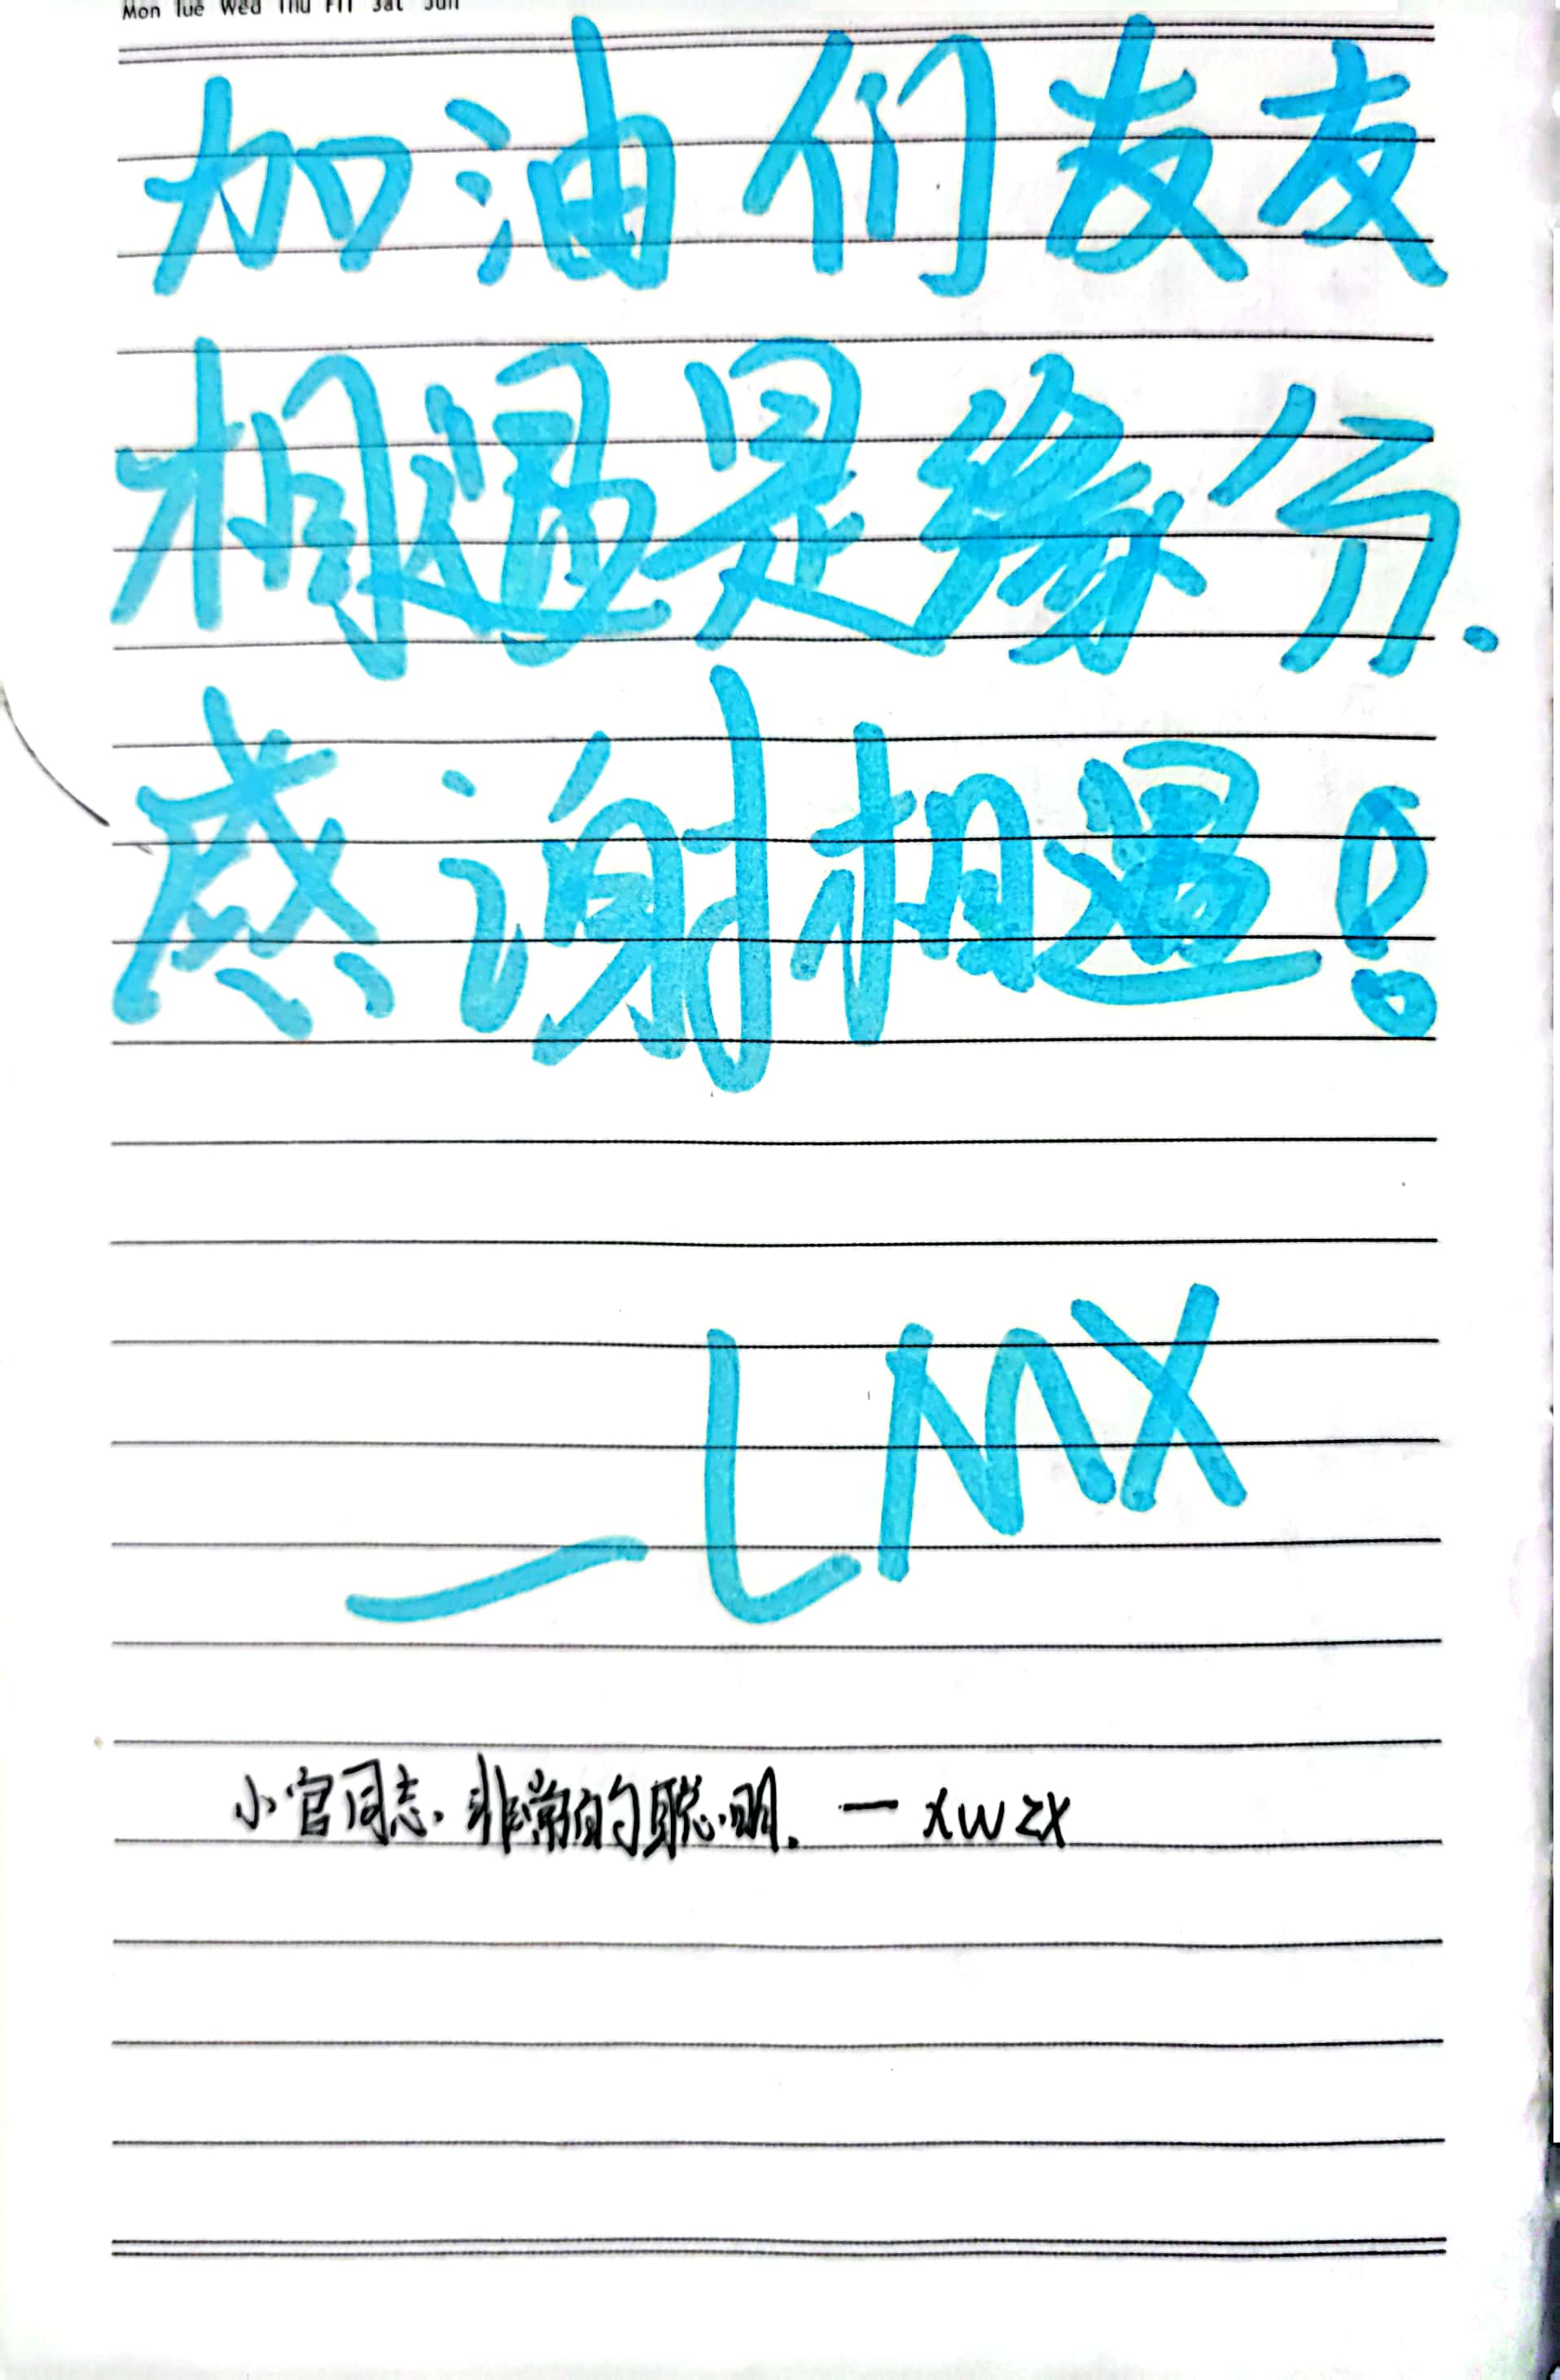 Mon Tue Wed Thu Fri Sat Sun
加油们友友
相遇是缘分.
感谢相遇!
—LMX
小官同志.非常的聪明. — xwzx